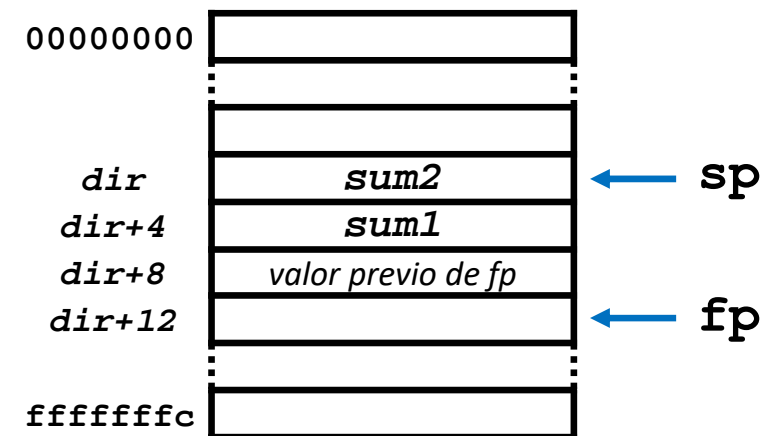 00000000
dir sum2 sp
dir+4 sum1
dir+8 valor previo de fp
dir+12 fp
fffffffc